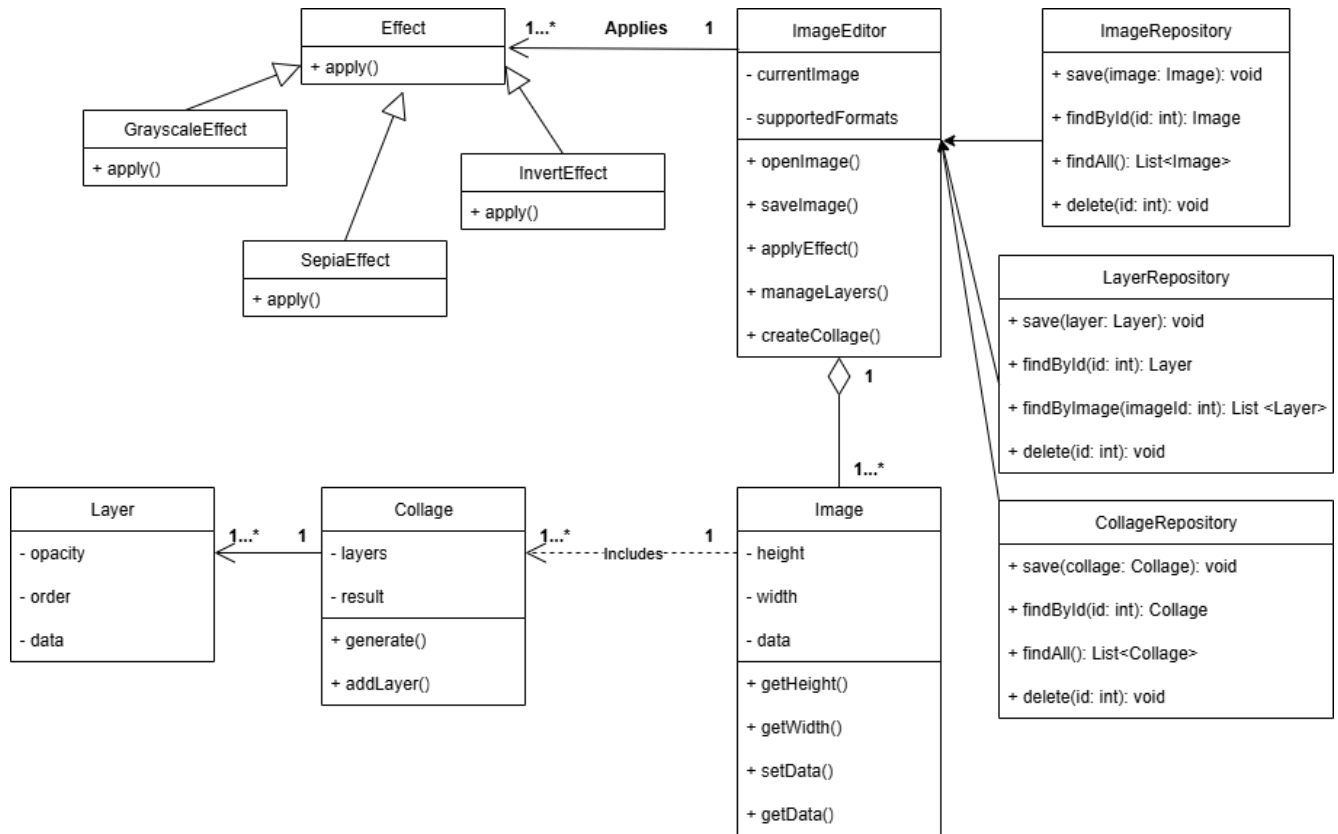 Effect
+ apply()
1...*
Applies
1
GrayscaleEffect
+ apply()
InvertEffect
+ apply()
SepiaEffect
+ apply()
ImageEditor
- currentImage
- supportedFormats
+ openImage()
+ saveImage()
+ applyEffect()
+ manageLayers()
+ createCollage()
1
1...*
ImageRepository
+ save(image: Image): void
+ findById(id: int): Image
+ findAll(): List<Image>
+ delete(id: int): void
LayerRepository
+ save(layer: Layer): void
+ findById(id: int): Layer
+ findByImage(imageId: int): List <Layer>
+ delete(id: int): void
CollageRepository
+ save(collage: Collage): void
+ findById(id: int): Collage
+ findAll(): List<Collage>
+ delete(id: int): void
Layer
- opacity
- order
- data
1...*
1
Collage
- layers
- result
+ generate()
+ addLayer()
1...*
Includes
1
Image
- height
- width
- data
+ getHeight()
+ getWidth()
+ setData()
+ getData()